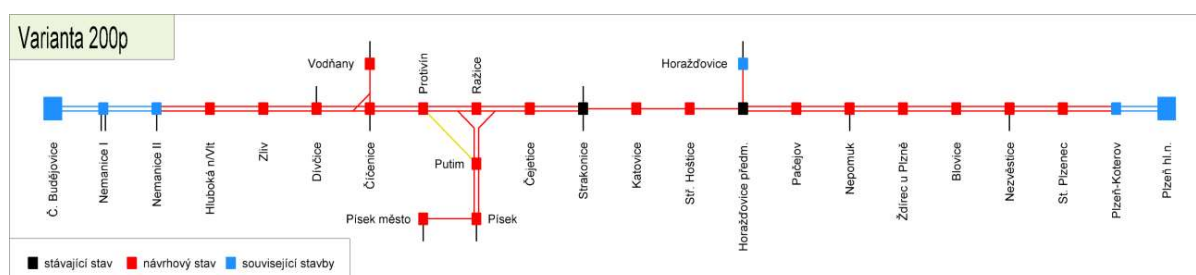 Varianta 200p
Vodňany
Protivín
Ražice
Horažďovice
Putim
Písek město
Písek
Č. Budějovice
Nemanice I
Nemanice II
Hluboká n/Vlt
Zliv
Dívčice
Číčenice
Čejetice
Strakonice
Katovice
Stř. Hoštice
Horažďovice předm.
Pačejov
Nepomuk
Ždírec u Plzně
Blovice
Nezvěstice
St. Plzenec
Plzeň-Koterov
Plzeň hl.n.
stávající stav
návrhový stav
související stavby